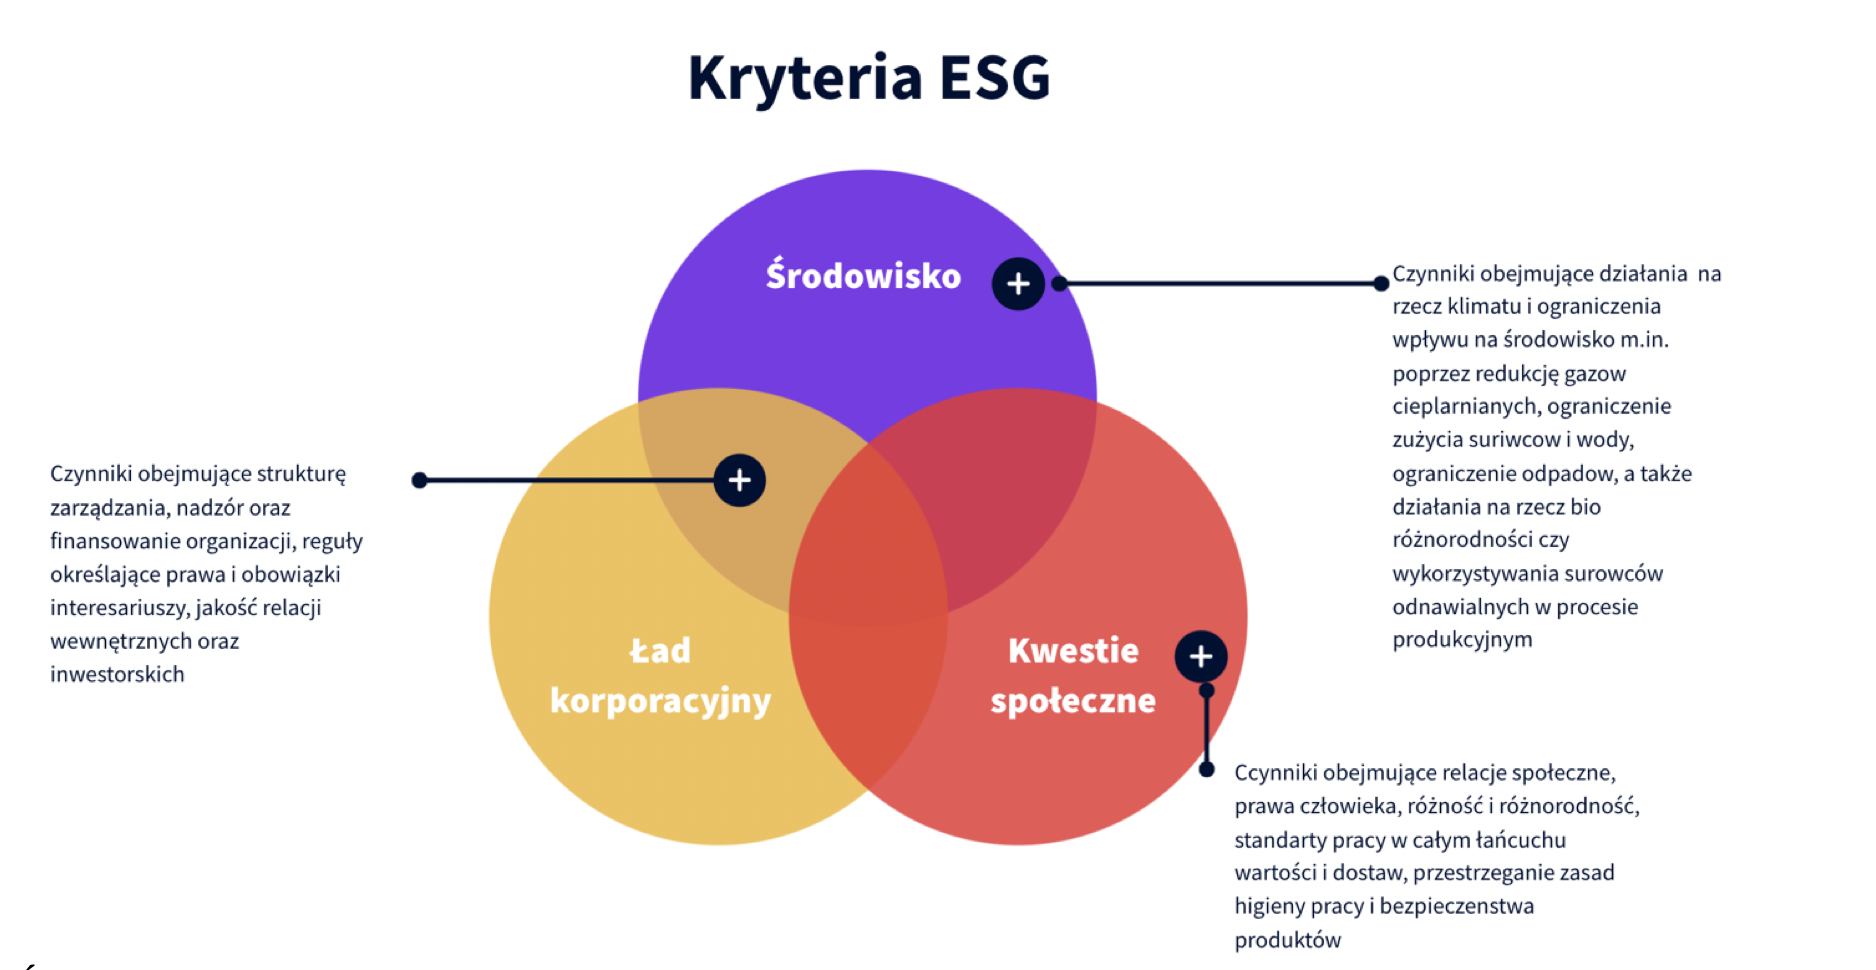 Kryteria ESG
Środowisko
Czynniki obejmujące działania na
rzecz klimatu i ograniczenia
wpływu na środowisko m.in.
poprzez redukcję gazow
cieplarnianych, ograniczenie
zużycia suriwcow i wody,
ograniczenie odpadow, a także
działania na rzecz bio
różnorodności czy
wykorzystywania surowców
odnawialnych w procesie
produkcyjnym
Czynniki obejmujące strukturę
zarządzania, nadzór oraz
finansowanie organizacji, reguły
określające prawa i obowiązki
interesariuszy, jakość relacji
wewnętrznych oraz
inwestorskich
Ład
korporacyjny
Kwestie
społeczne
Ccynniki obejmujące relacje społeczne,
prawa człowieka, różność i różnorodność,
standarty pracy w całym łańcuchu
wartości i dostaw, przestrzeganie zasad
higieny pracy i bezpieczenstwa
produktów